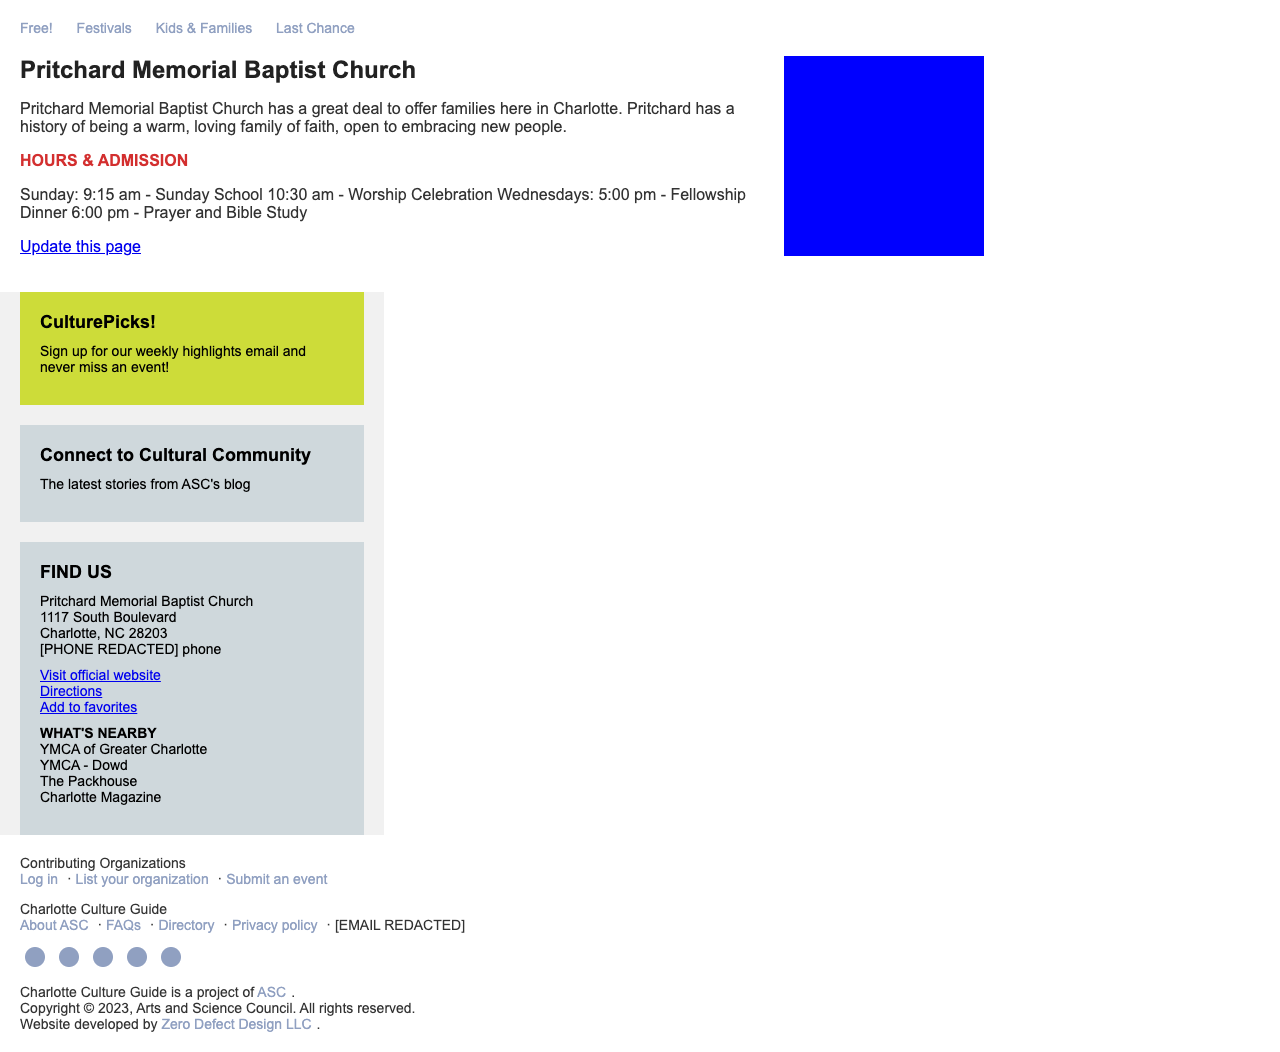 Free! Festivals Kids & Families Last Chance
Pritchard Memorial Baptist Church
Pritchard Memorial Baptist Church has a great deal to offer families here in Charlotte. Pritchard has a
history of being a warm, loving family of faith, open to embracing new people.
HOURS & ADMISSION
Sunday: 9:15 am - Sunday School 10:30 am - Worship Celebration Wednesdays: 5:00 pm - Fellowship
Dinner 6:00 pm - Prayer and Bible Study
Update this page
CulturePicks!
Sign up for our weekly highlights email and
never miss an event!
Connect to Cultural Community
The latest stories from ASC's blog
FIND US
Pritchard Memorial Baptist Church
1117 South Boulevard
Charlotte, NC 28203
[PHONE REDACTED] phone
Visit official website
Directions
Add to favorites
WHAT'S NEARBY
YMCA of Greater Charlotte
YMCA - Dowd
The Packhouse
Charlotte Magazine
Contributing Organizations
Log in · List your organization · Submit an event
Charlotte Culture Guide
About ASC · FAQs · Directory · Privacy policy · [EMAIL REDACTED]
Charlotte Culture Guide is a project of ASC .
Copyright © 2023, Arts and Science Council. All rights reserved.
Website developed by Zero Defect Design LLC .